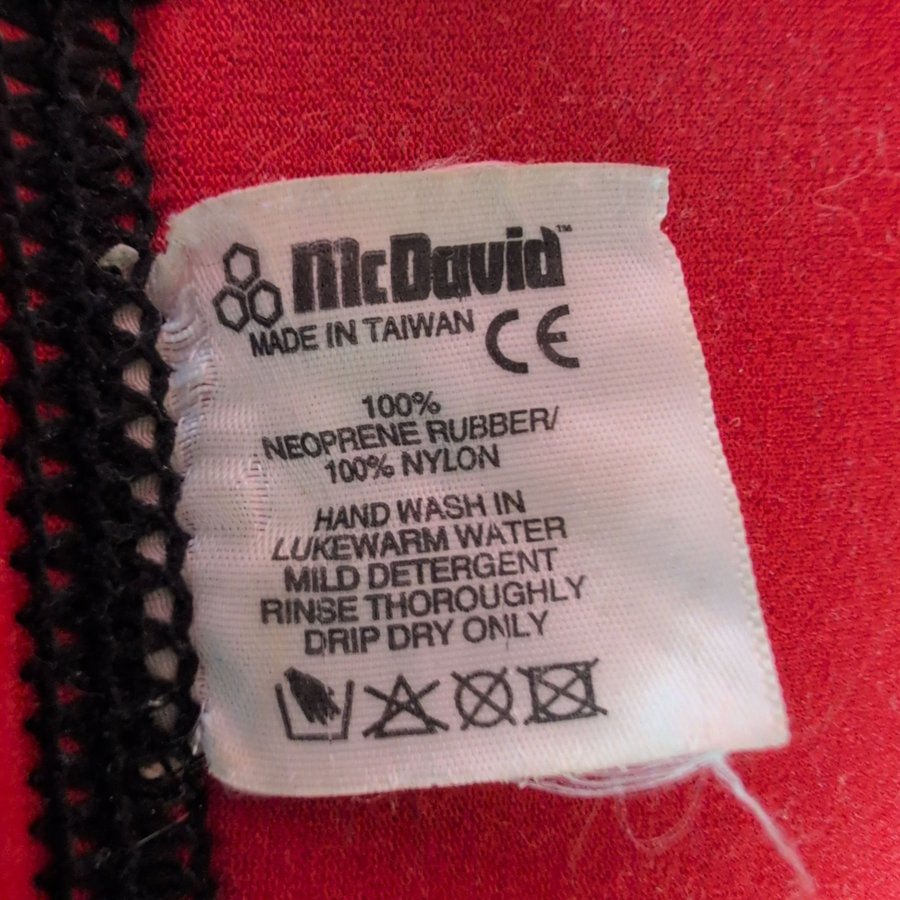 McDavid™
MADE IN TAIWAN CE
100%
NEOPRENE RUBBER/
100% NYLON
HAND WASH IN
LUKEWARM WATER
MILD DETERGENT
RINSE THOROUGHLY
DRIP DRY ONLY